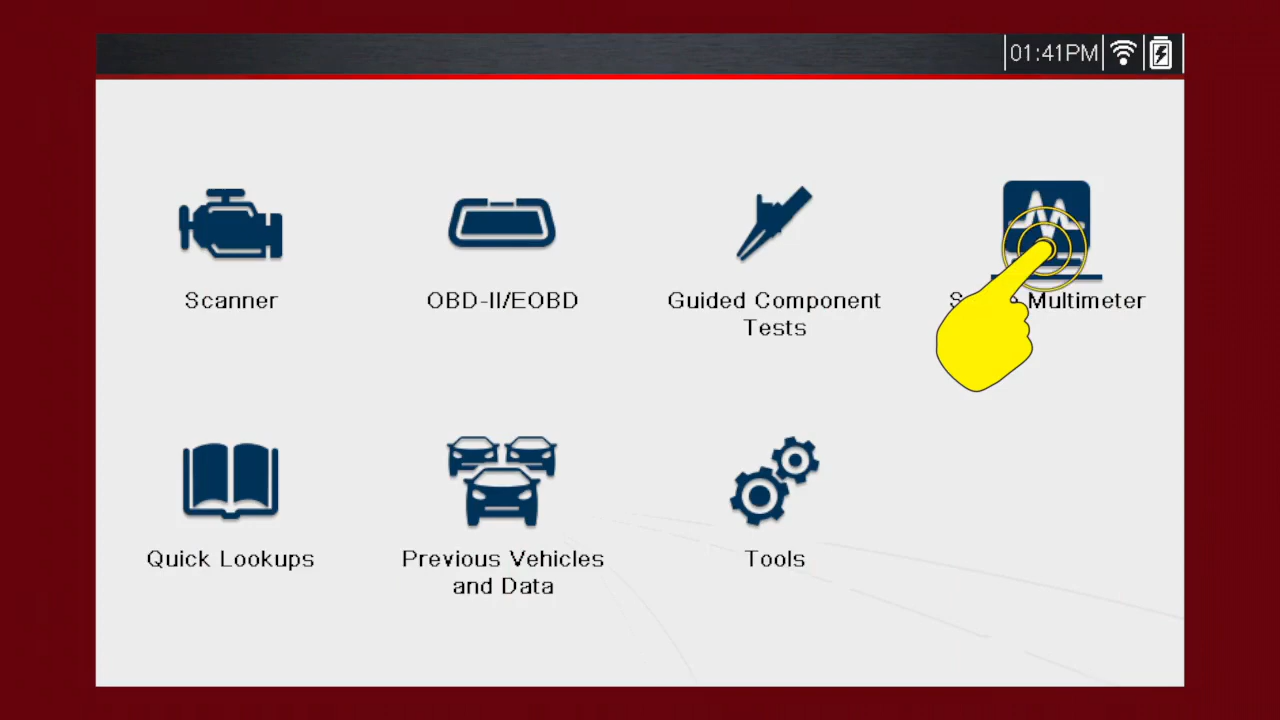 01:41PM
Scanner
OBD-II/EOBD
Guided Component
Tests
Multimeter
Quick Lookups
Previous Vehicles
and Data
Tools